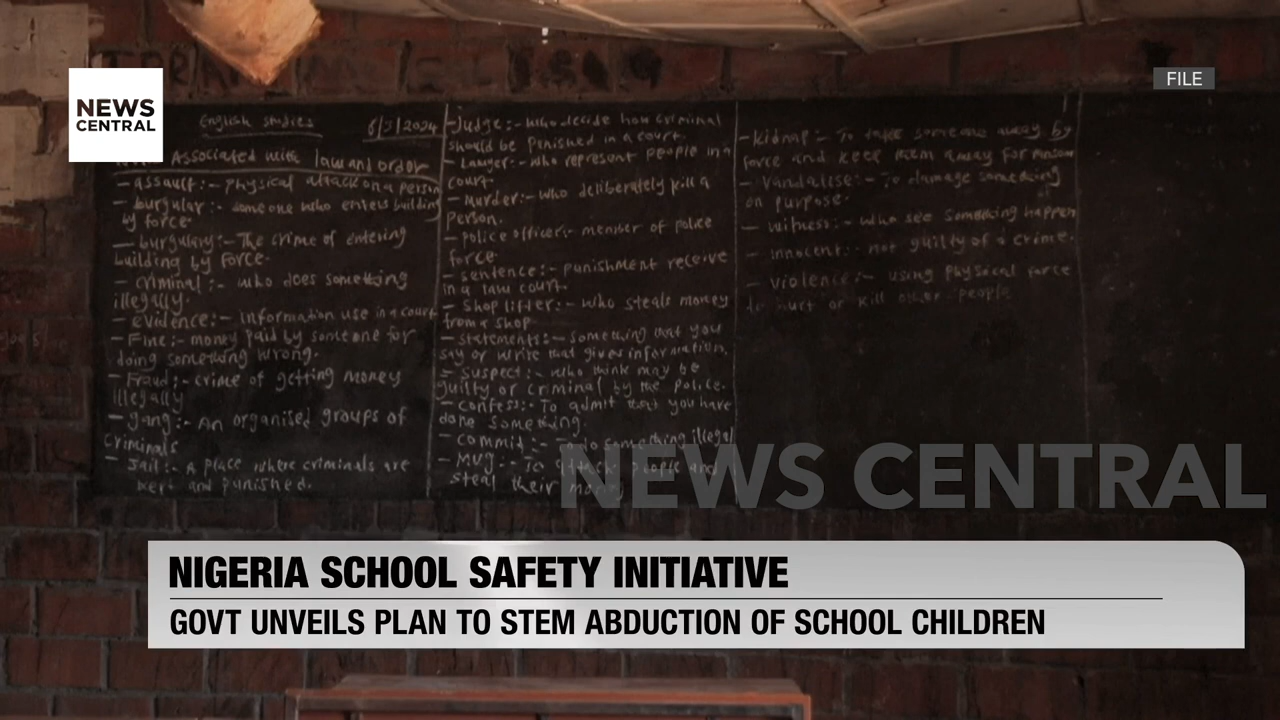 NEWS
CENTRAL
FILE
English studies
6/3/2024
Associated with law and order
- assault:- physical attack on a person
- burgular:- someone who enters building
by force.
- burgulary:- The crime of entering
building by force.
- criminal:- who does something
illegally.
- evidence:- information use in a court
- Fine:- money paid by someone for
doing something wrong.
- Fraud:- crime of getting money
illegally
- gang:- An organised groups of
Criminals
- Jail:- A place where criminals are
kept and punished.
- Judge:- who decide how criminal
should be punished in a court.
- Lawyer:- who represent people in a
court.
- Murder:- who deliberately kill a
person.
- police officer:- member of police
force.
- sentence:- punishment receive
in a law court.
- Shop lifter:- who steals money
from a shop
- statements:- something that you
say or write that gives information.
- suspect:- who think may be
guilty or criminal by the police.
- confess:- To admit that you have
done something.
- commit:- To do something illegal
- Mug:- To attack people and
steal their money
- kidnap:- To take someone away by
force and keep them away for ransom
- vandalise:- To damage something
on purpose.
- witness:- who see something happen
- innocent:- not guilty of a crime.
- violence:- using physical force
to hurt or kill other people
NEWS CENTRAL
NIGERIA SCHOOL SAFETY INITIATIVE
GOVT UNVEILS PLAN TO STEM ABDUCTION OF SCHOOL CHILDREN